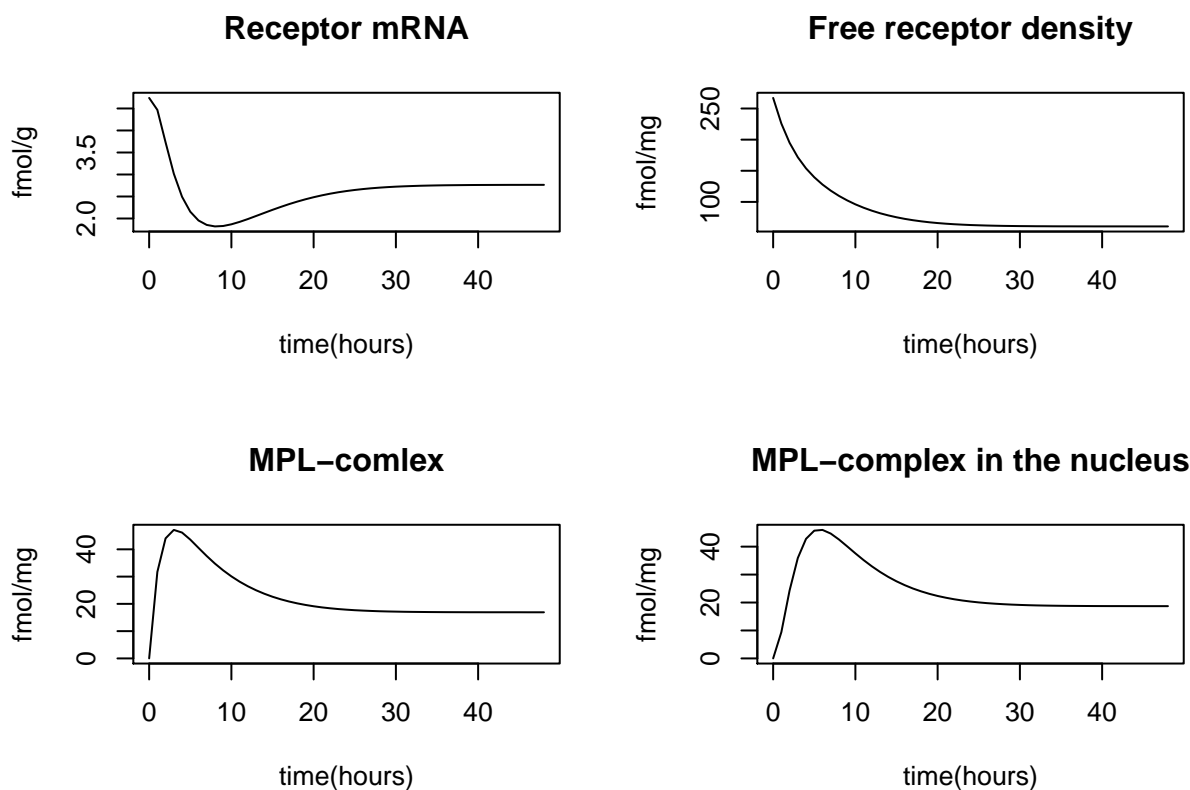 Receptor mRNA
fmol/g
2.0 3.5
0 10 20 30 40
time(hours)
Free receptor density
fmol/mg
100 250
0 10 20 30 40
time(hours)
MPL−comlex
fmol/mg
0 20 40
0 10 20 30 40
time(hours)
MPL−complex in the nucleus
fmol/mg
0 20 40
0 10 20 30 40
time(hours)